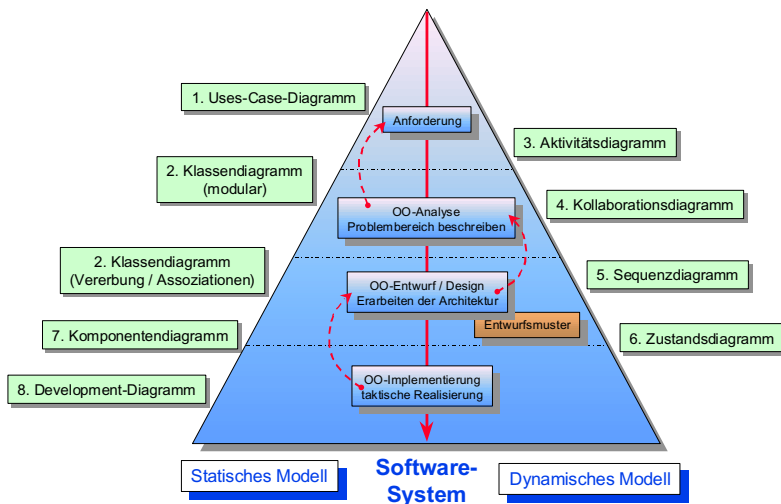 1. Uses-Case-Diagramm
Anforderung
3. Aktivitätsdiagramm
2. Klassendiagramm
(modular)
4. Kollaborationsdiagramm
OO-Analyse
Problembereich beschreiben
2. Klassendiagramm
(Vererbung / Assoziationen)
5. Sequenzdiagramm
OO-Entwurf / Design
Erarbeiten der Architektur
Entwurfsmuster
7. Komponentendiagramm
6. Zustandsdiagramm
OO-Implementierung
taktische Realisierung
8. Development-Diagramm
Statisches Modell
Software-
System
Dynamisches Modell